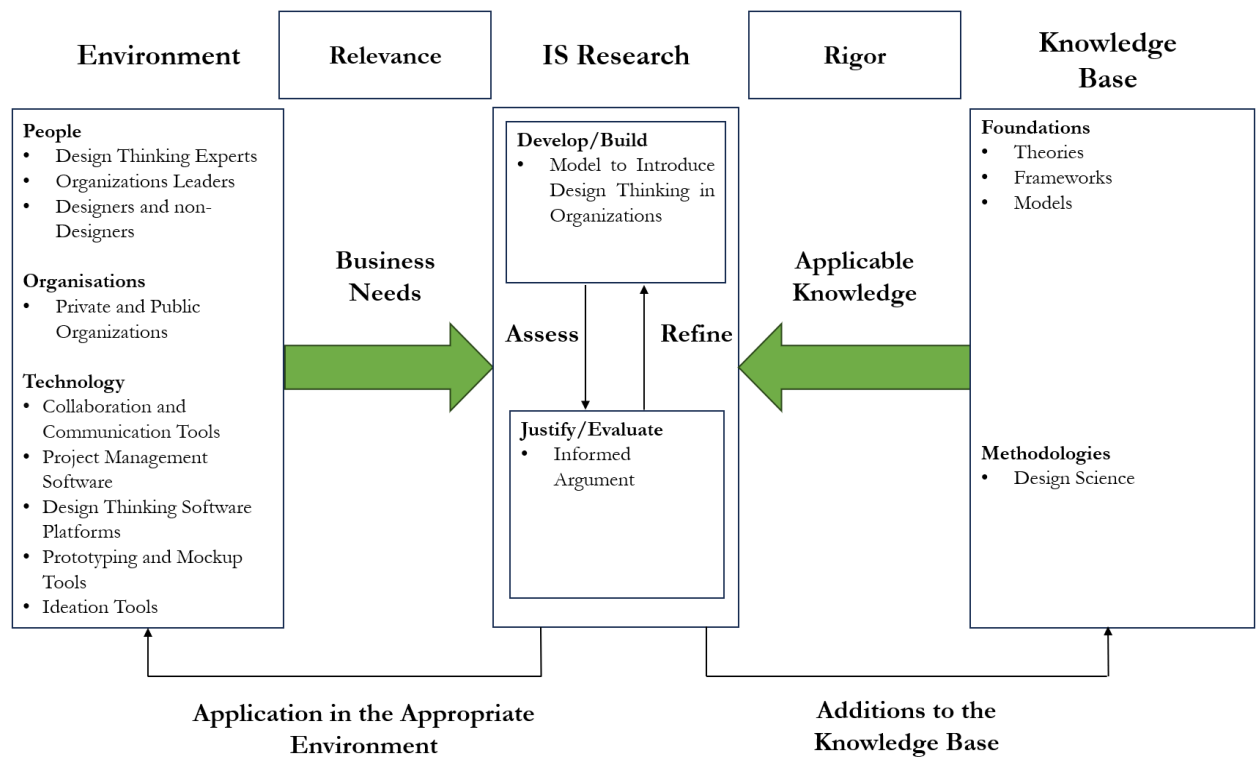 Environment
Relevance
IS Research
Rigor
Knowledge
Base
People
• Design Thinking Experts
• Organizations Leaders
• Designers and non-
Designers
Organisations
• Private and Public
Organizations
Technology
• Collaboration and
Communication Tools
• Project Management
Software
• Design Thinking Software
Platforms
• Prototyping and Mockup
Tools
• Ideation Tools
Business
Needs
Develop/Build
• Model to Introduce
Design Thinking in
Organizations
Assess
Refine
Justify/Evaluate
• Informed
Argument
Applicable
Knowledge
Foundations
• Theories
• Frameworks
• Models
Methodologies
• Design Science
Application in the Appropriate
Environment
Additions to the
Knowledge Base